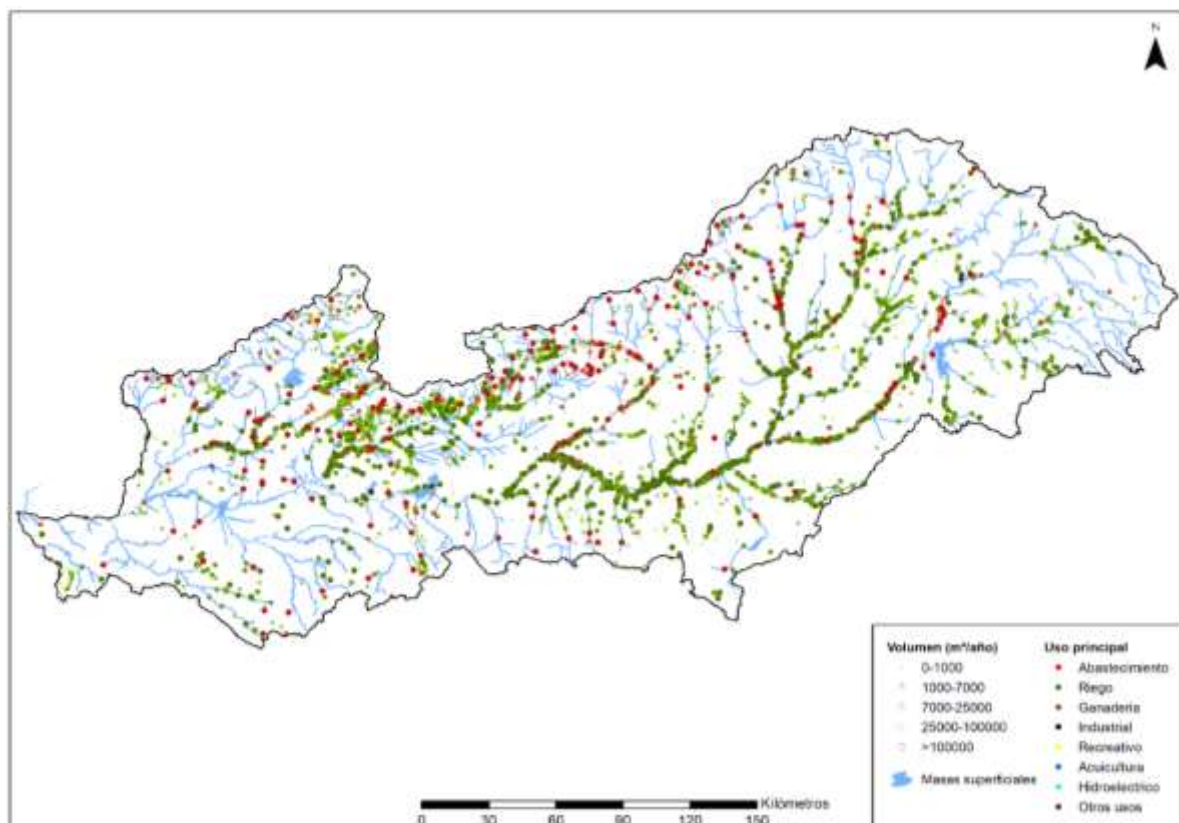 N
Volumen (m³/año)
0-1000
1000-7000
7000-25000
25000-100000
>100000
Masas superficiales
Uso principal
Abastecimiento
Riego
Ganadería
Industrial
Recreativo
Acuicultura
Hidroelectrico
Otros usos
Kilómetros
0 30 60 90 120 150